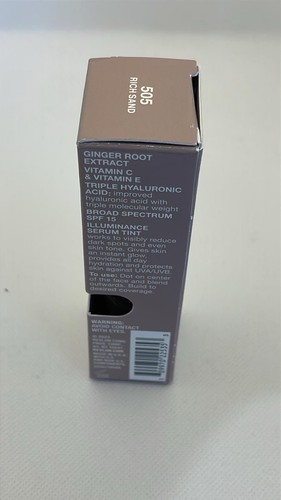 505
RICH SAND
GINGER ROOT
EXTRACT
VITAMIN C
& VITAMIN E
TRIPLE HYALURONIC
ACID: improved
hyaluronic acid with
triple molecular weight
BROAD SPECTRUM
SPF 15
ILLUMINANCE
SERUM TINT
works to visibly reduce
dark spots and even
skin tone. Gives skin
an instant glow,
provides all day
hydration and protects
skin against UVA/UVB.
To use: Dot on center
of the face and blend
outwards. Build to
desired coverage.
WARNING:
AVOID CONTACT
WITH EYES